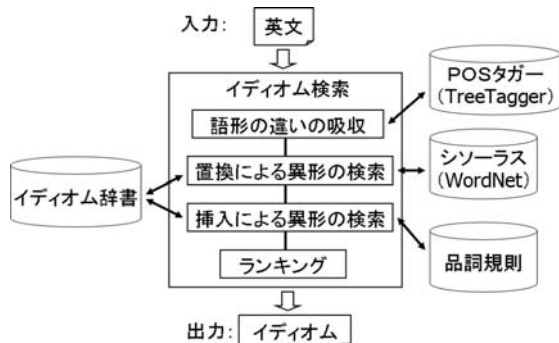 入力: 英文
イディオム検索
語形の違いの吸収
置換による異形の検索
挿入による異形の検索
ランキング
イディオム辞書
POSタガー
(TreeTagger)
シソーラス
(WordNet)
品詞規則
出力: イディオム